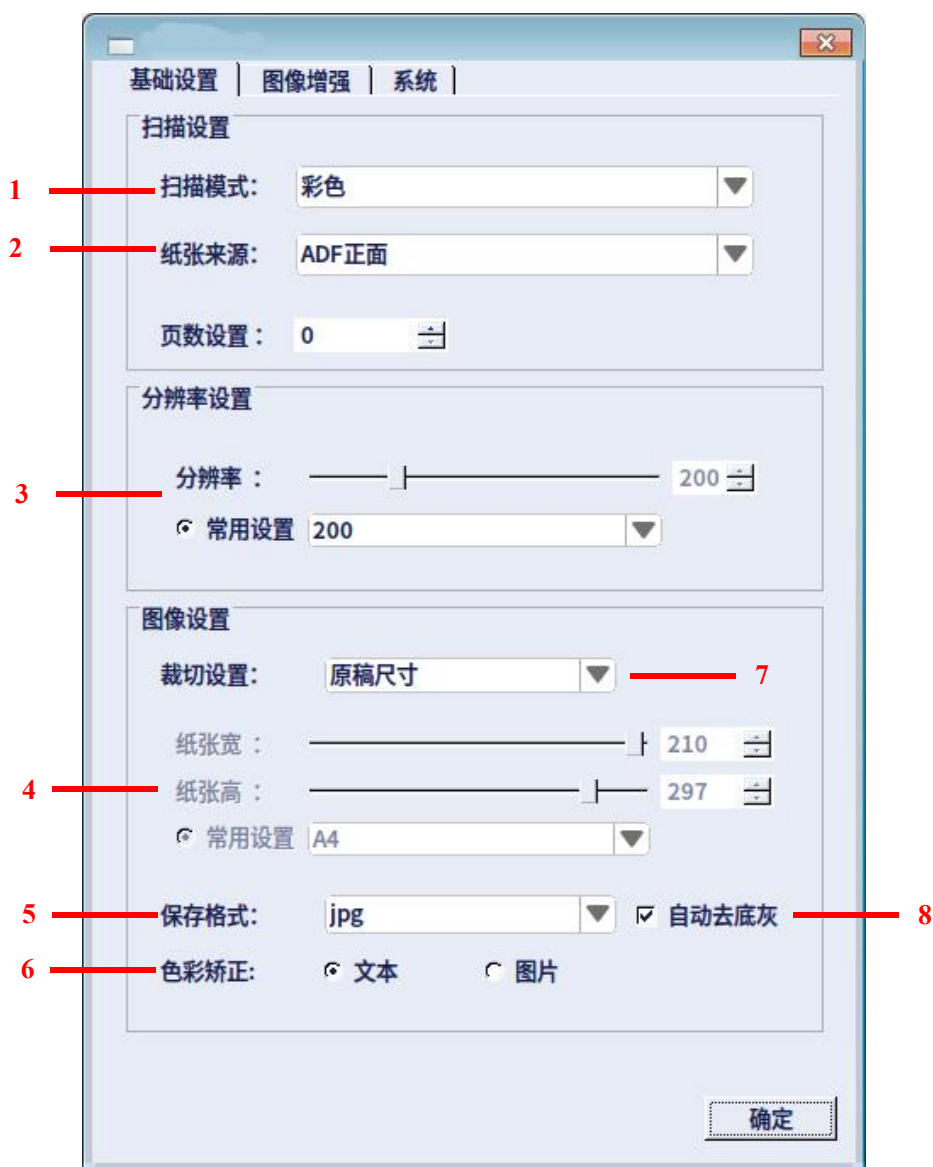 基础设置 图像增强 系统
扫描设置
1 扫描模式: 彩色
2 纸张来源: ADF正面
页数设置: 0
分辨率设置
分辨率: 200
3
常用设置 200
图像设置
裁切设置: 原稿尺寸 7
纸张宽: 210
4 纸张高: 297
常用设置 A4
5 保存格式: jpg 自动去底灰 8
6 色彩矫正: 文本 图片
确定